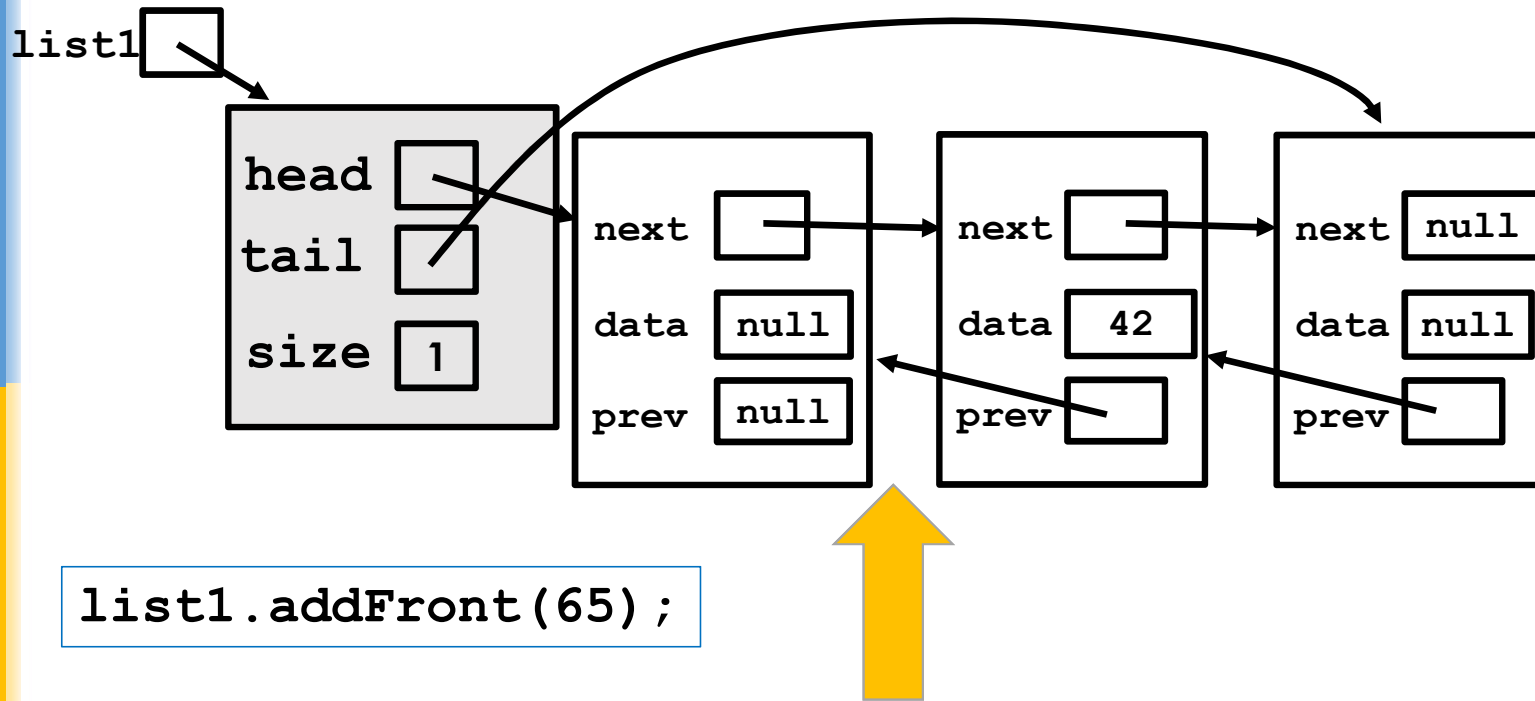 list1
head
tail
size 1
next
data null
prev null
next
data 42
prev
next null
data null
prev
list1.addFront(65);